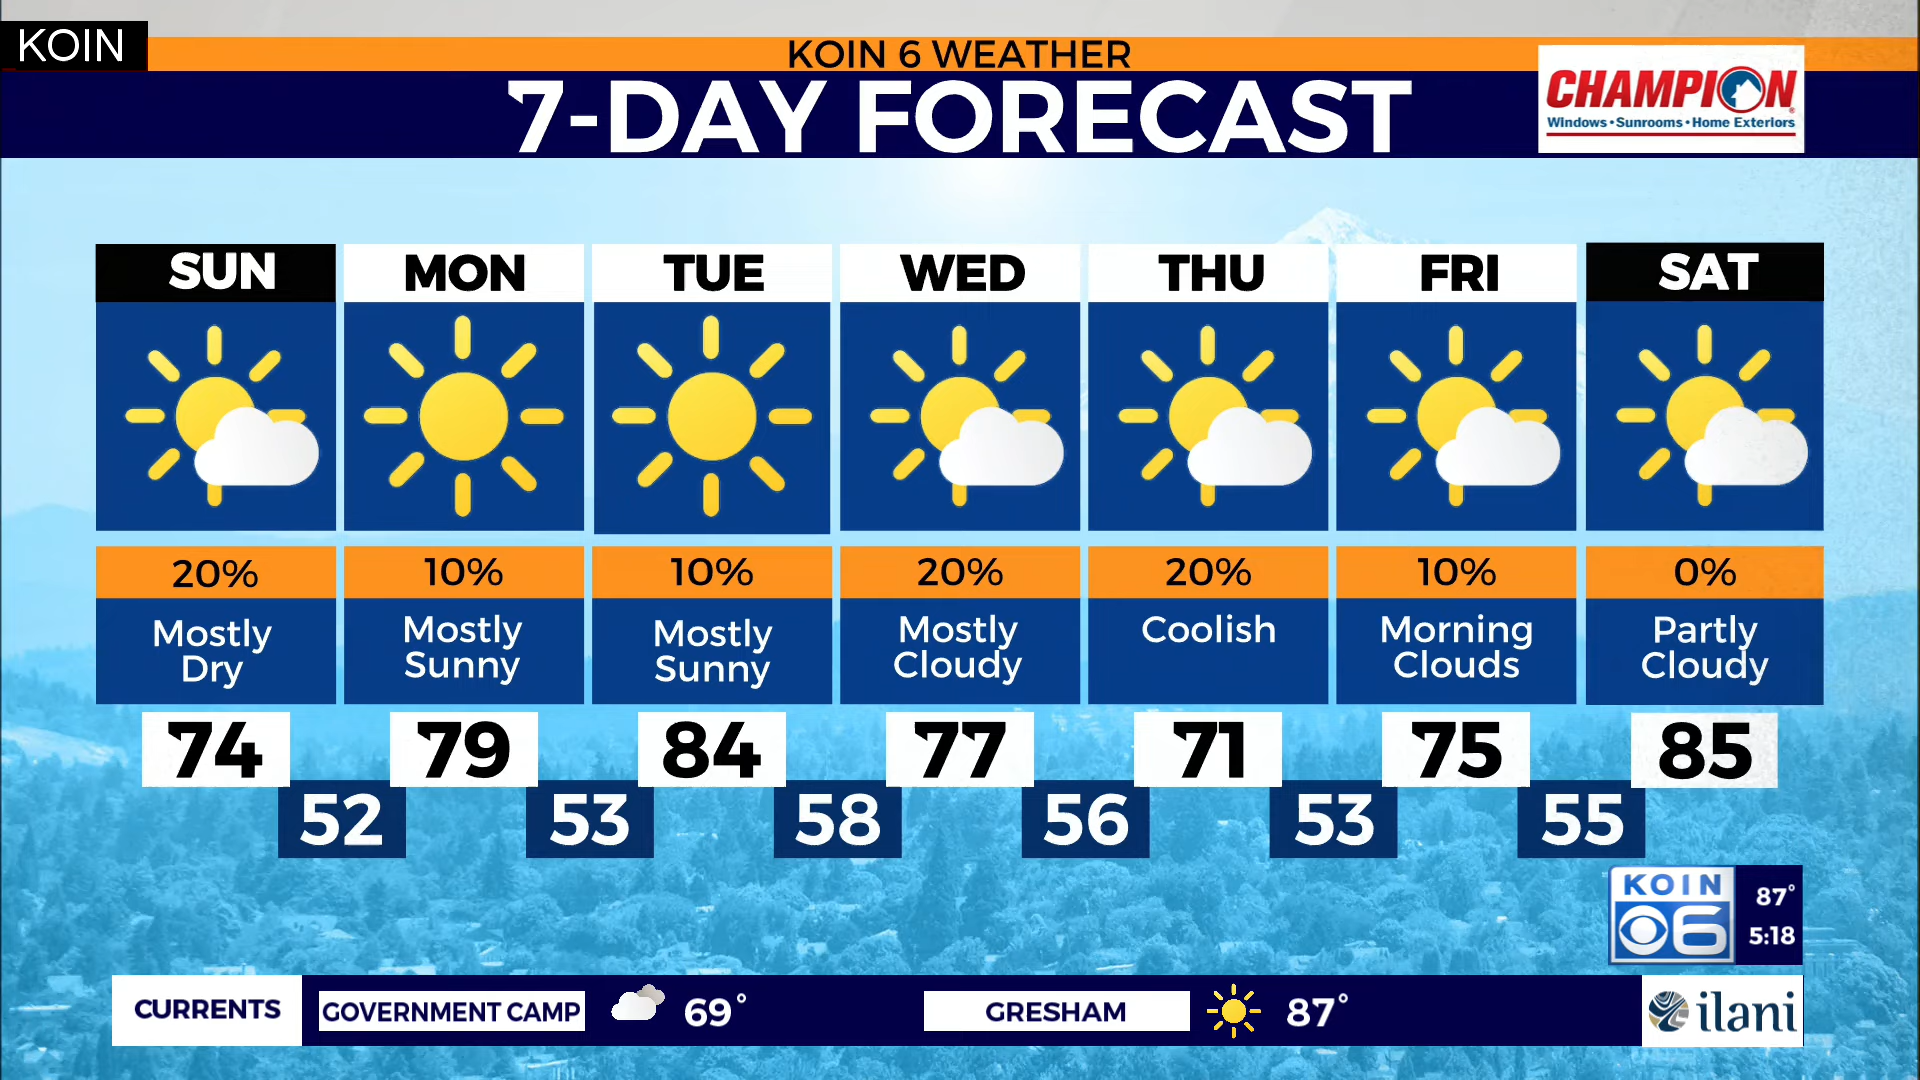 KOIN
KOIN 6 WEATHER
7-DAY FORECAST
CHAMPION
Windows • Sunrooms • Home Exteriors
SUN MON TUE WED THU FRI SAT
20% 10% 10% 20% 20% 10% 0%
Mostly Mostly Mostly Mostly Coolish Morning Partly
Dry Sunny Sunny Cloudy Clouds Cloudy
74 79 84 77 71 75 85
52 53 58 56 53 55
KOIN
6
87°
5:18
CURRENTS GOVERNMENT CAMP 69° GRESHAM 87° ilani